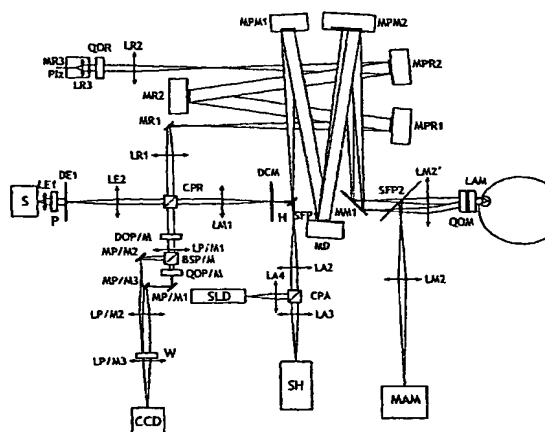 MPM1 MPM2
QOR LR2
MR3
PIz
LR3
MR2
MPR2
MR1
MPR1
LR1
LE1 DE1 LE2 CPR DCM
S
P
LM1
H SFP
MD
MM1
SFP2
LM2'
LAM
QOM
DOP/M
MP/M2 LP/M1
BSP/M
QOP/M
MP/M3
MP/M1
LP/M2
LP/M3 W
CCD
LA4 LA2
SLD
CPA
LA3
SH
LM2
MAM